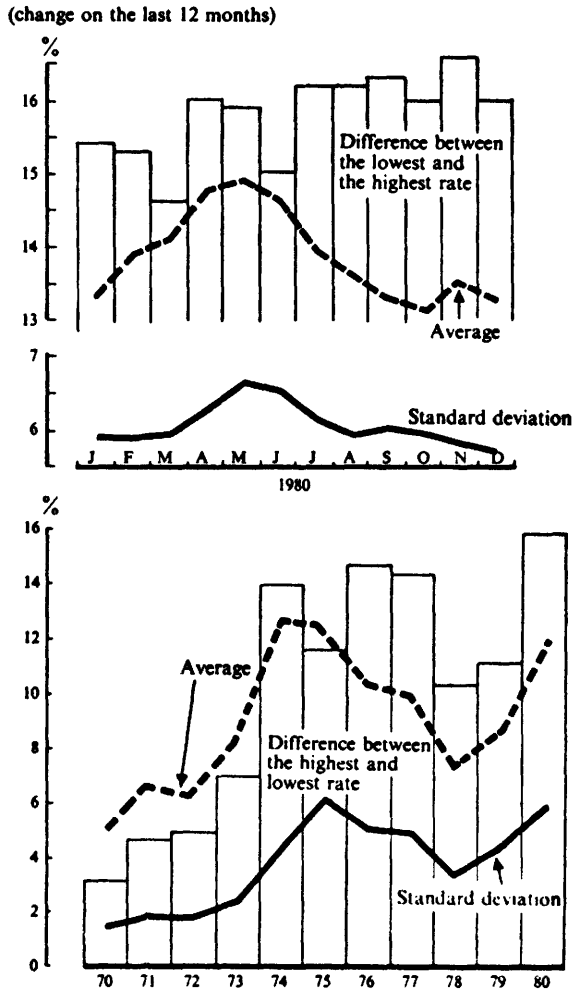 (change on the last 12 months)
%
16
15
14
13
Difference between
the lowest and
the highest rate
Average
7
6
Standard deviation
J F M A M J J A S O N D
1980
%
16
14
12
10
8
6
4
2
0
Average
Difference between
the highest and
lowest rate
Standard deviation
70 71 72 73 74 75 76 77 78 79 80